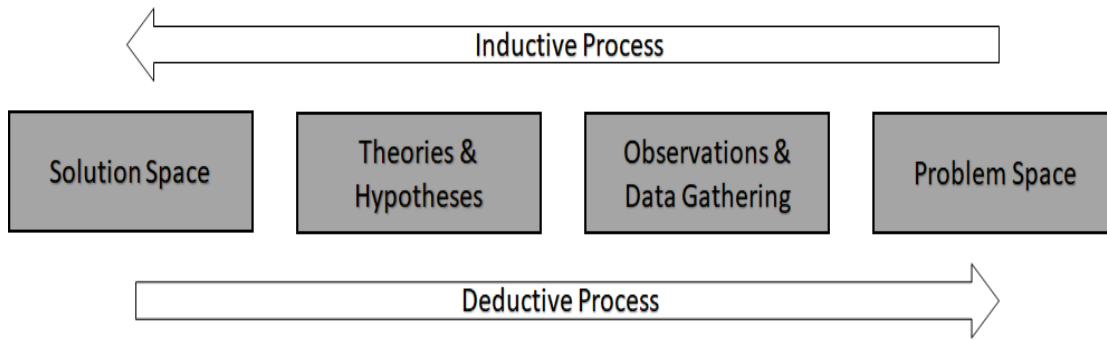 Inductive Process
Solution Space
Theories &
Hypotheses
Observations &
Data Gathering
Problem Space
Deductive Process